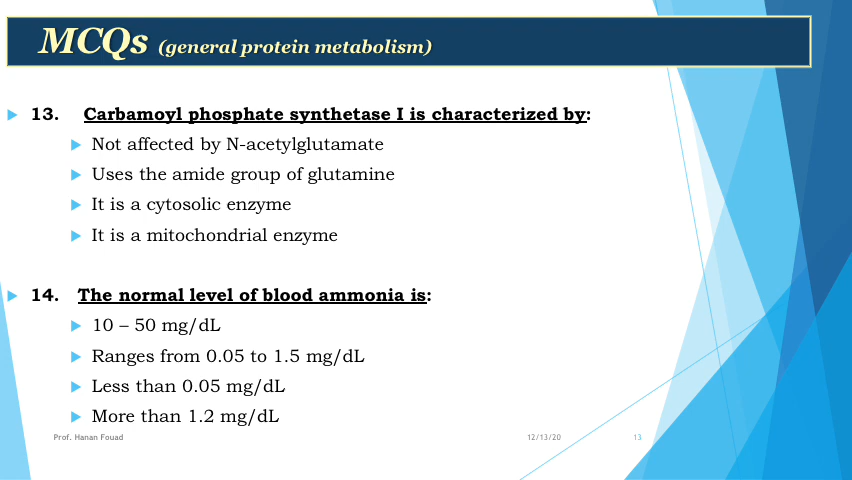 MCQs (general protein metabolism)
13. Carbamoyl phosphate synthetase I is characterized by:
Not affected by N-acetylglutamate
Uses the amide group of glutamine
It is a cytosolic enzyme
It is a mitochondrial enzyme
14. The normal level of blood ammonia is:
10 – 50 mg/dL
Ranges from 0.05 to 1.5 mg/dL
Less than 0.05 mg/dL
More than 1.2 mg/dL
Prof. Hanan Fouad 12/13/20 13